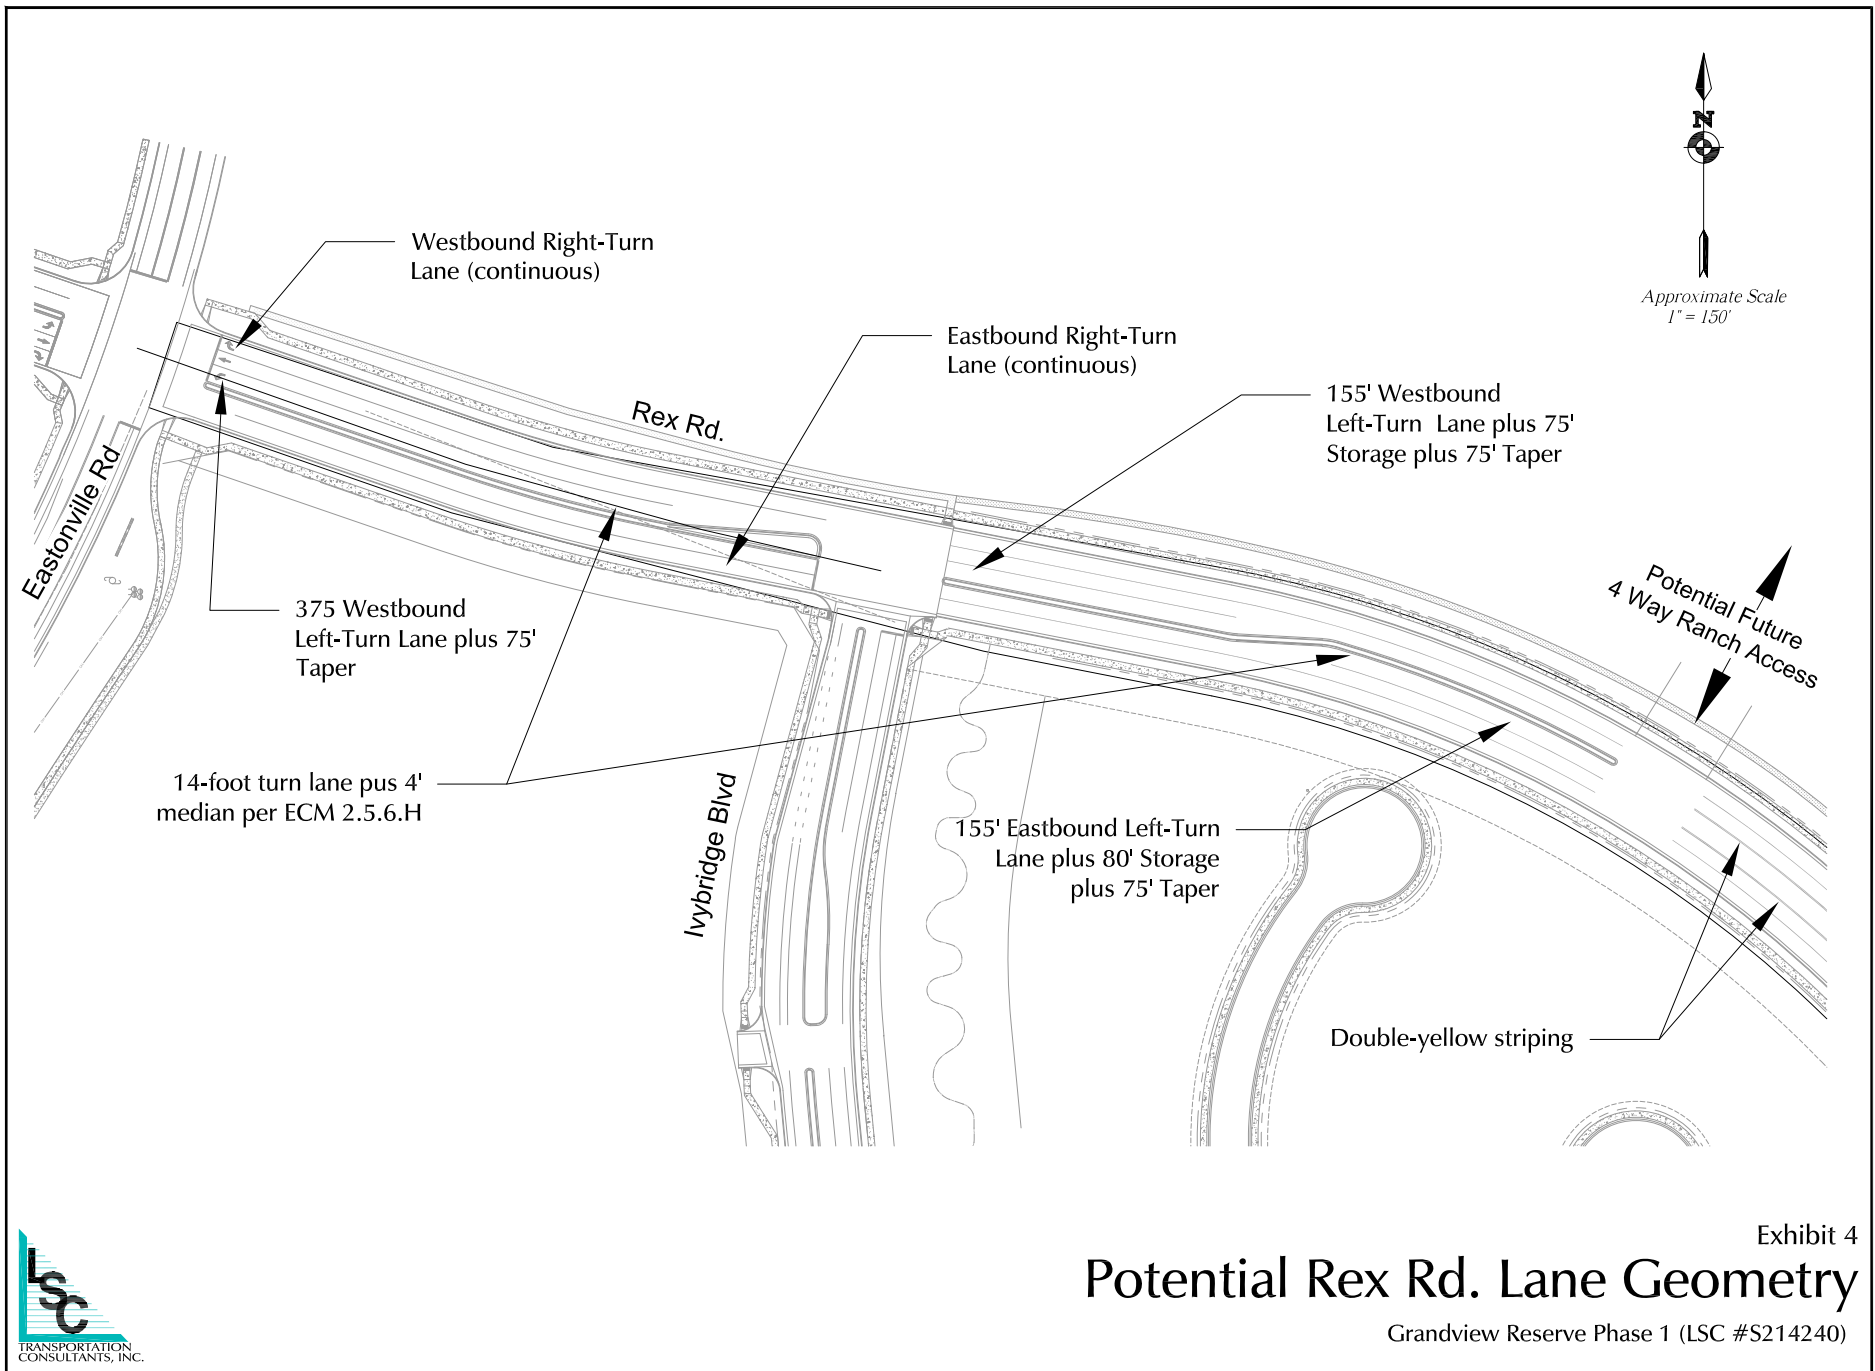 N
Approximate Scale
1" = 150'
Westbound Right-Turn
Lane (continuous)
Eastbound Right-Turn
Lane (continuous)
155' Westbound
Left-Turn Lane plus 75'
Storage plus 75' Taper
Rex Rd.
Eastonville Rd
Potential Future
4 Way Ranch Access
375 Westbound
Left-Turn Lane plus 75'
Taper
14-foot turn lane pus 4'
median per ECM 2.5.6.H
Ivybridge Blvd
155' Eastbound Left-Turn
Lane plus 80' Storage
plus 75' Taper
Double-yellow striping
Exhibit 4
Potential Rex Rd. Lane Geometry
Grandview Reserve Phase 1 (LSC #S214240)
LSC
TRANSPORTATION
CONSULTANTS, INC.